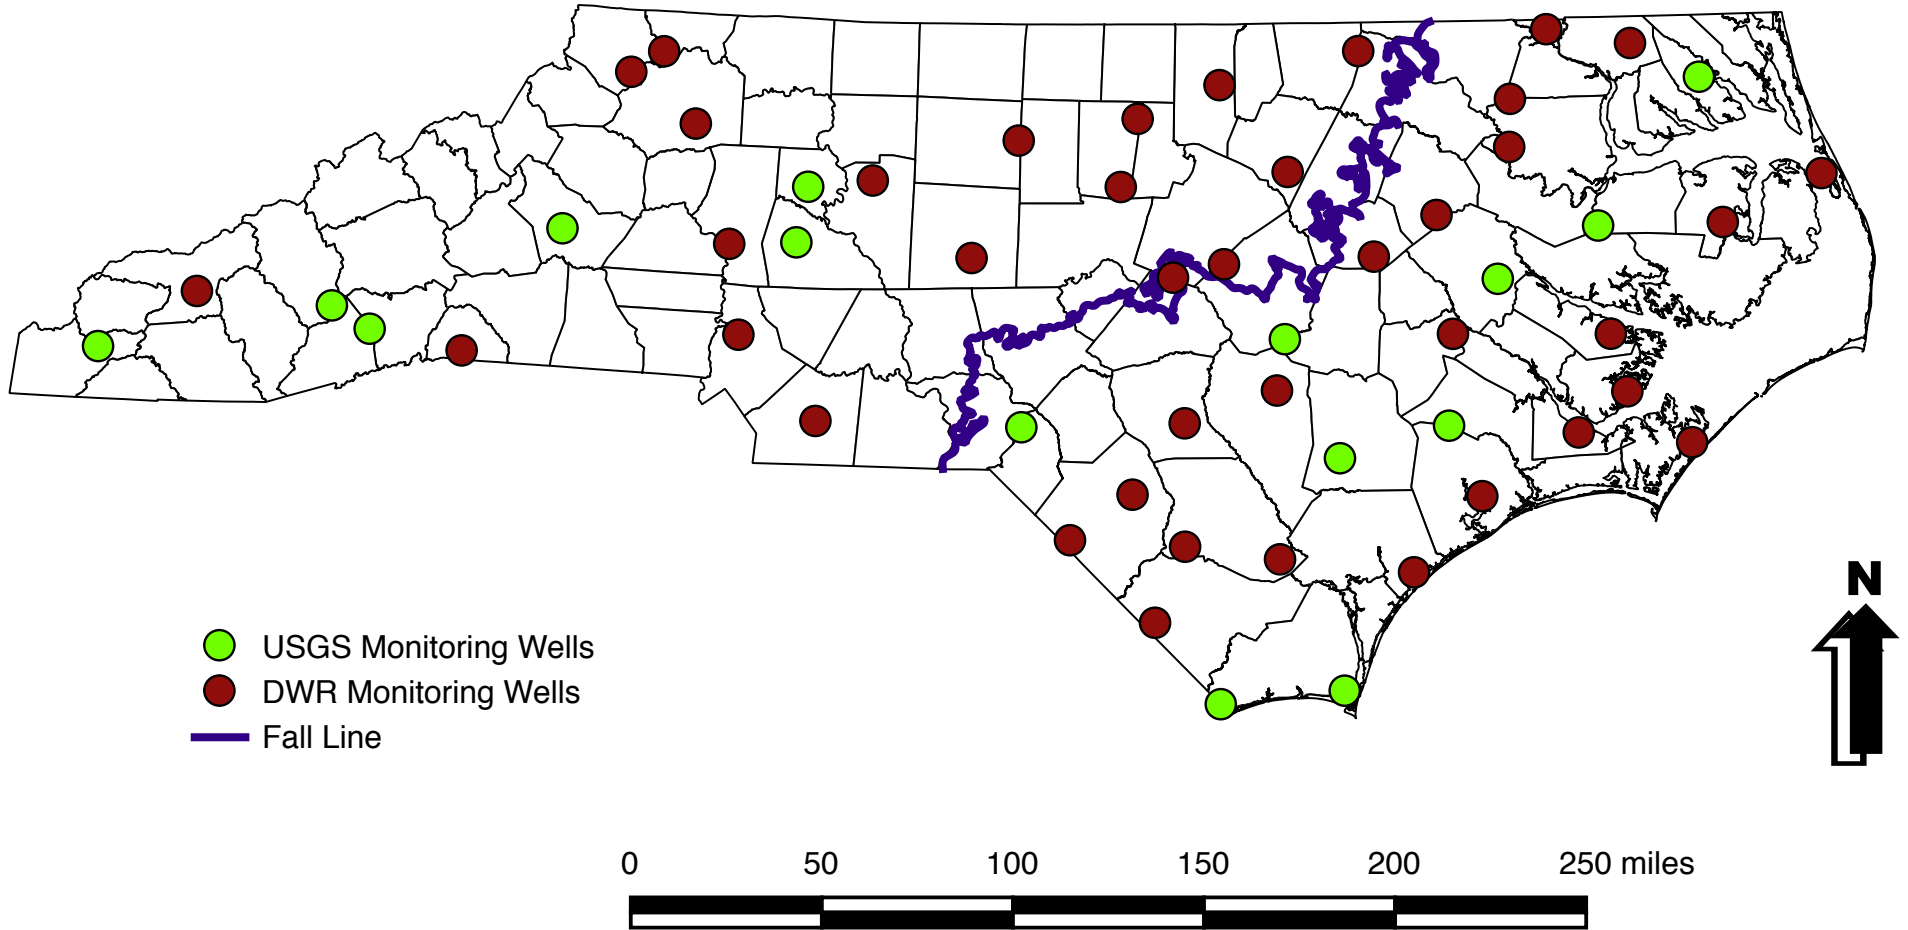 N
USGS Monitoring Wells
DWR Monitoring Wells
Fall Line
0 50 100 150 200 250 miles